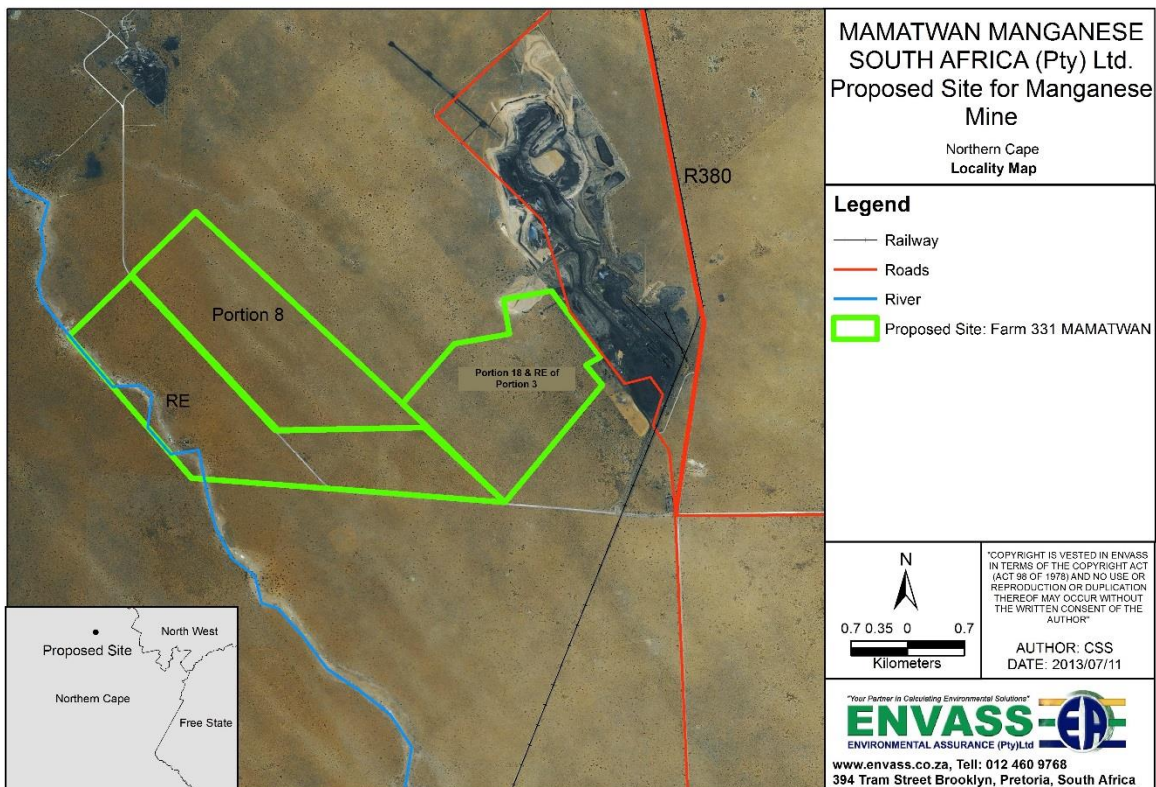 MAMATWAN MANGANESE
SOUTH AFRICA (Pty) Ltd.
Proposed Site for Manganese
Mine
Northern Cape
Locality Map
Legend
Railway
Roads
River
Proposed Site: Farm 331 MAMATWAN
R380
Portion 8
Portion 18 & RE of
Portion 3
RE
North West
Proposed Site
Northern Cape
Free State
N
0.7 0.35 0 0.7
Kilometers
"COPYRIGHT IS VESTED IN ENVASS
IN TERMS OF THE COPYRIGHT ACT
(ACT 98 OF 1978) AND NO USE OR
REPRODUCTION OR DUPLICATION
THEREOF MAY OCCUR WITHOUT
THE WRITTEN CONSENT OF THE
AUTHOR"
AUTHOR: CSS
DATE: 2013/07/11
"Your Partner in Calculating Environmental Solutions"
ENVASS
EA
ENVIRONMENTAL ASSURANCE (Pty)Ltd
www.envass.co.za, Tell: 012 460 9768
394 Tram Street Brooklyn, Pretoria, South Africa